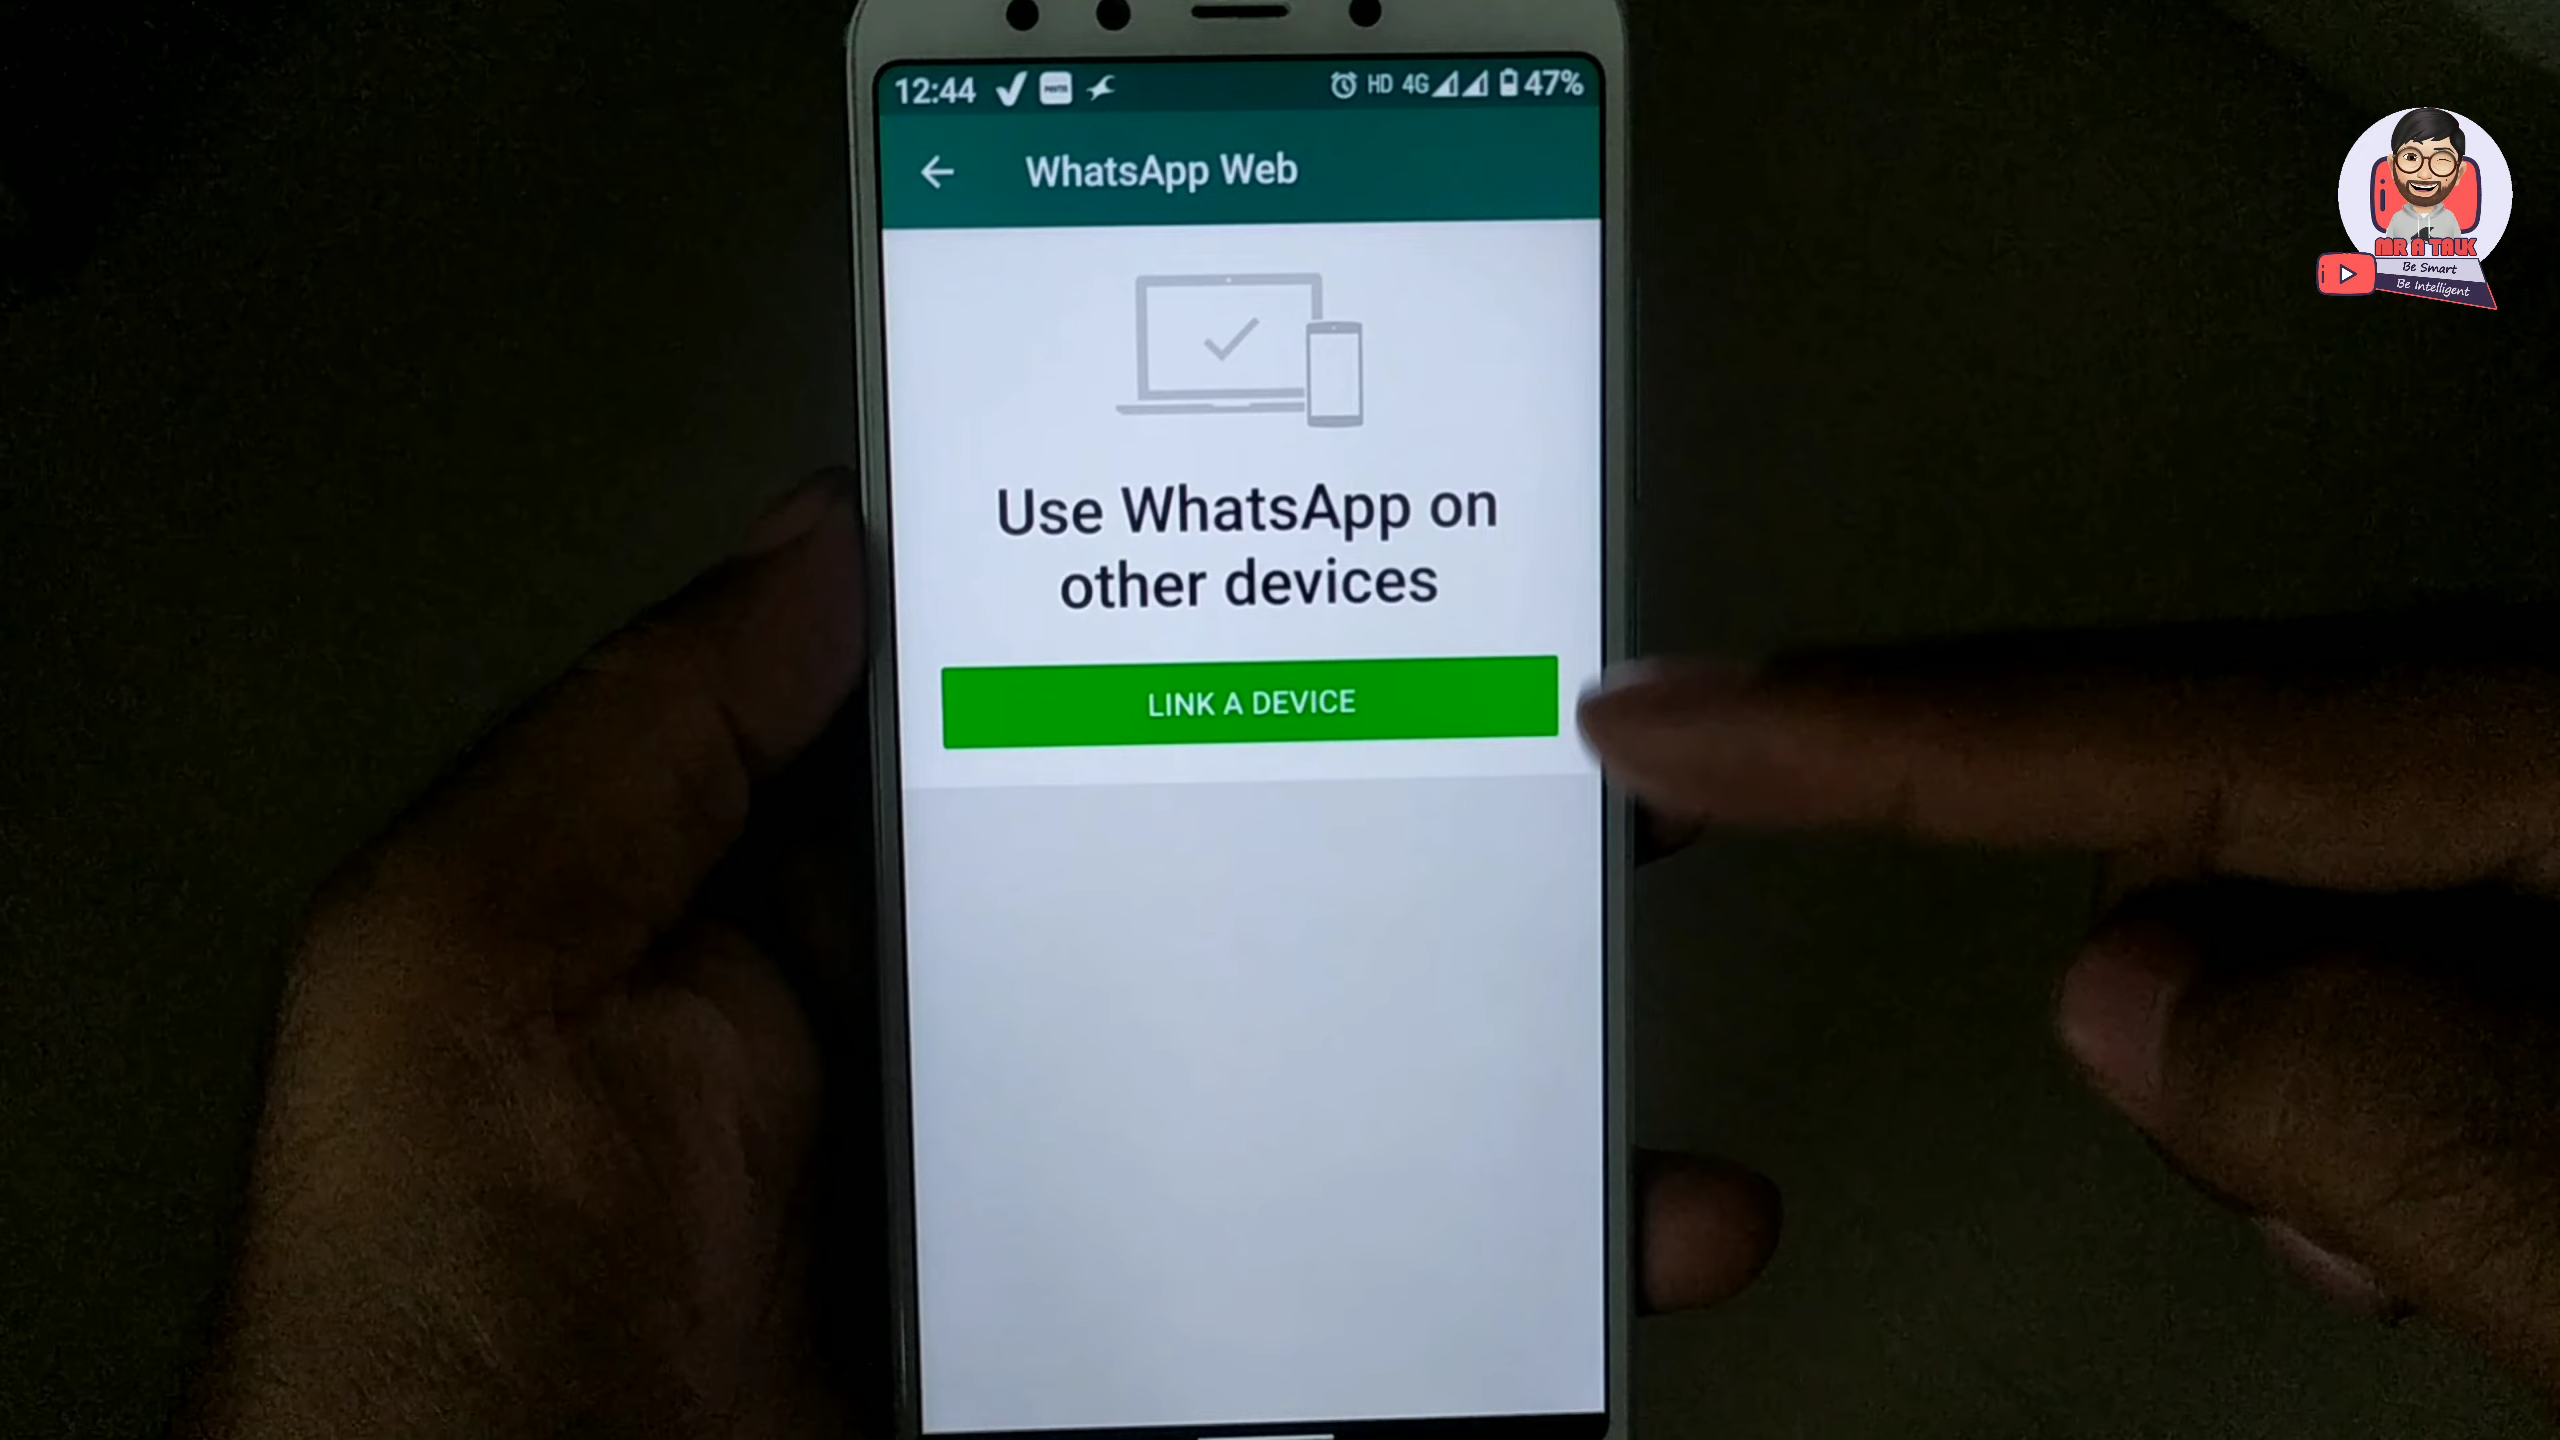 12:44
HD 4G 47%
WhatsApp Web
Use WhatsApp on
other devices
LINK A DEVICE
MR A TALK
Be Smart
Be Intelligent